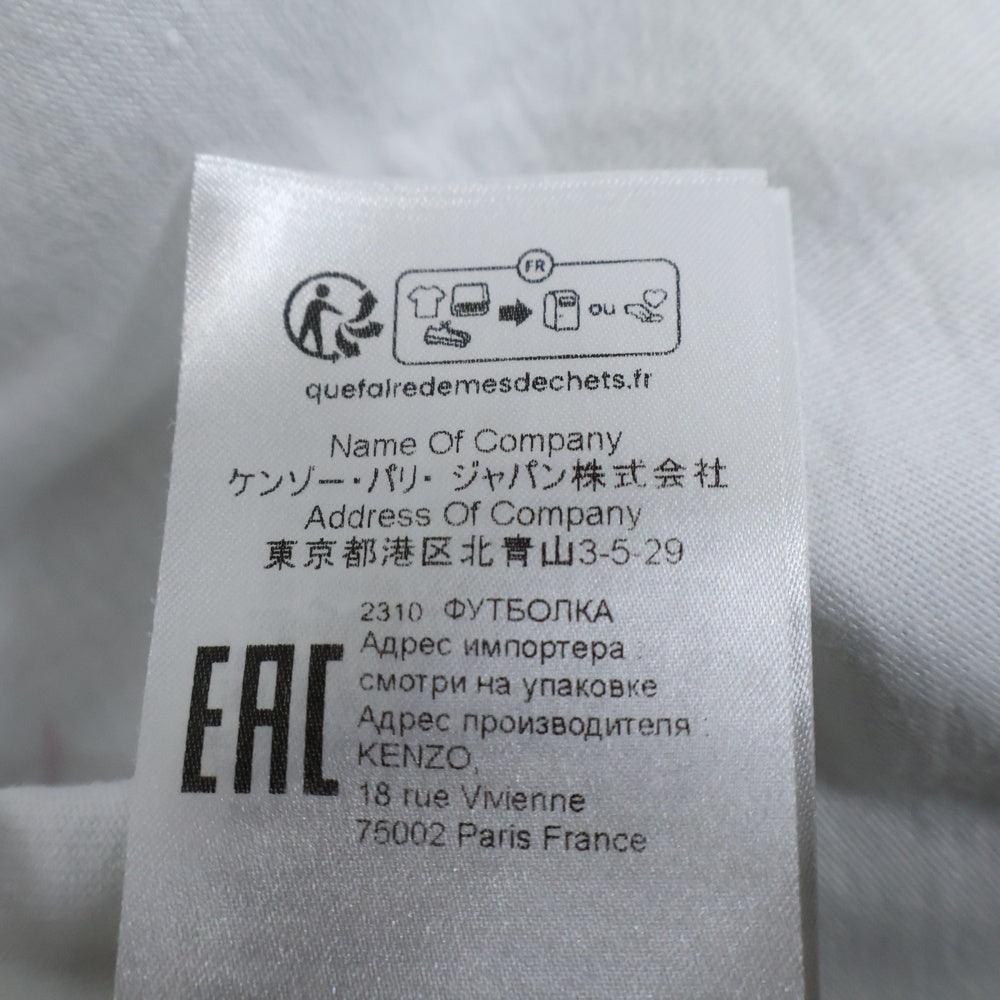 FR
ou
quefairedemesdechets.fr
Name Of Company
ケンゾー・パリ・ジャパン株式会社
Address Of Company
東京都港区北青山3-5-29
2310 ФУТБОЛКА
Адрес импортера :
смотри на упаковке
Адрес производителя :
KENZO,
18 rue Vivienne
75002 Paris France
EAC